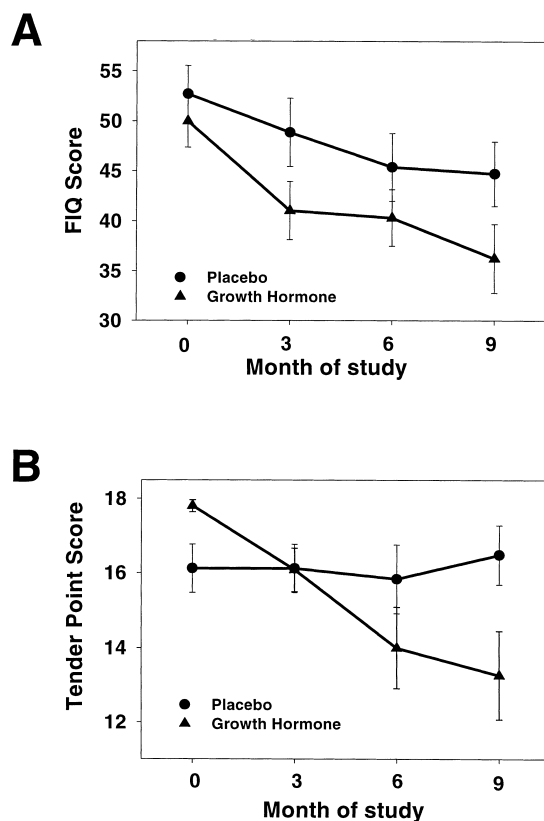 A
55
50
45
40
35
30
FIQ Score
Placebo
Growth Hormone
0 3 6 9
Month of study
B
18
16
14
12
Tender Point Score
Placebo
Growth Hormone
0 3 6 9
Month of study